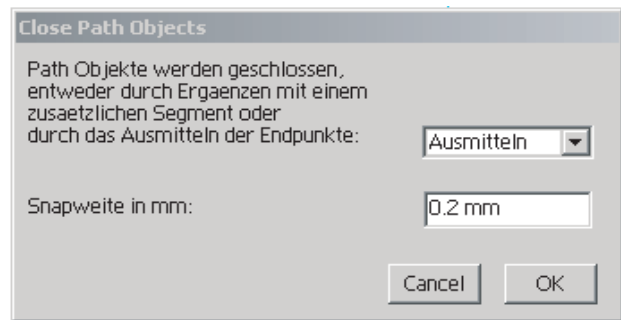 Close Path Objects
Path Objekte werden geschlossen,
entweder durch Ergaenzen mit einem
zusaetzlichen Segment oder
durch das Ausmitteln der Endpunkte:
Ausmitteln
Snapweite in mm:
0.2 mm
Cancel
OK